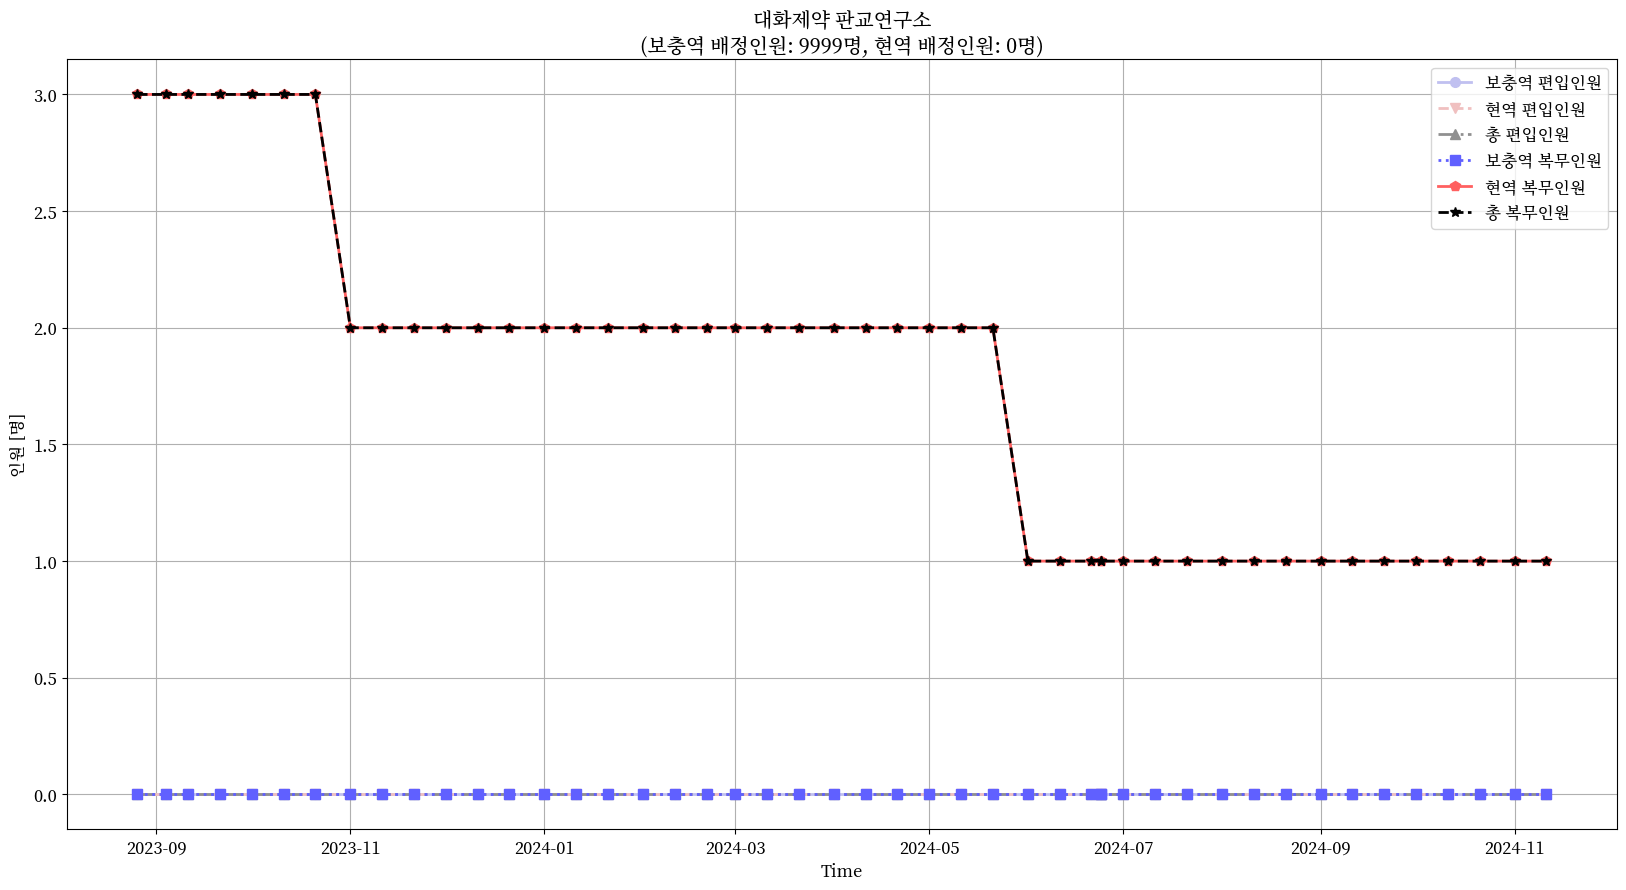 대화제약 판교연구소
(보충역 배정인원: 9999명, 현역 배정인원: 0명)
보충역 편입인원
현역 편입인원
총 편입인원
보충역 복무인원
현역 복무인원
총 복무인원
인원 [명]
3.0
2.5
2.0
1.5
1.0
0.5
0.0
2023-09
2023-11
2024-01
2024-03
2024-05
2024-07
2024-09
2024-11
Time